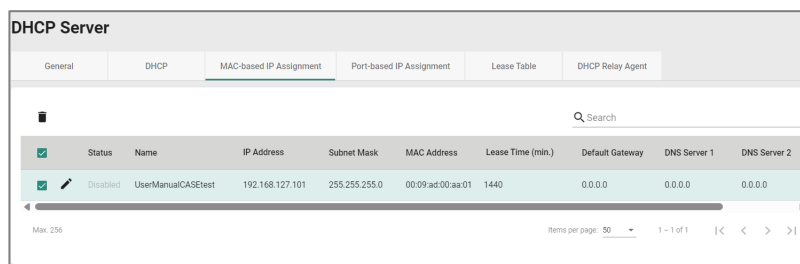 DHCP Server
General DHCP MAC-based IP Assignment Port-based IP Assignment Lease Table DHCP Relay Agent
Search
Status Name IP Address Subnet Mask MAC Address Lease Time (min.) Default Gateway DNS Server 1 DNS Server 2
Disabled UserManualCASEtest 192.168.127.101 255.255.255.0 00:09:ad:00:aa:01 1440 0.0.0.0 0.0.0.0 0.0.0.0
Max. 256 Items per page: 50 1 – 1 of 1